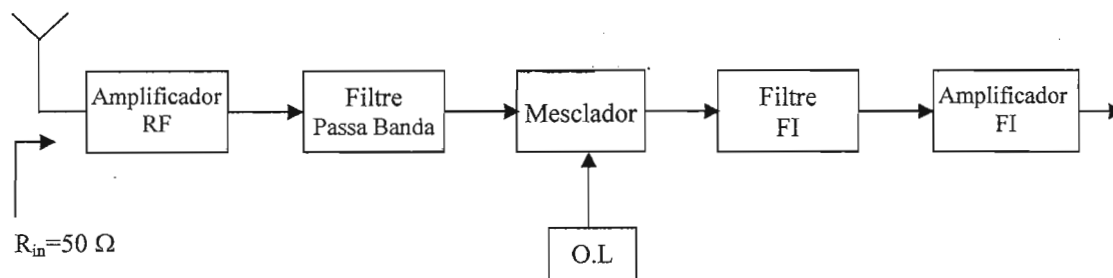 Amplificador
RF
Filtre
Passa Banda
Mesclador
Filtre
FI
Amplificador
FI
R_in=50 Ω
O.L